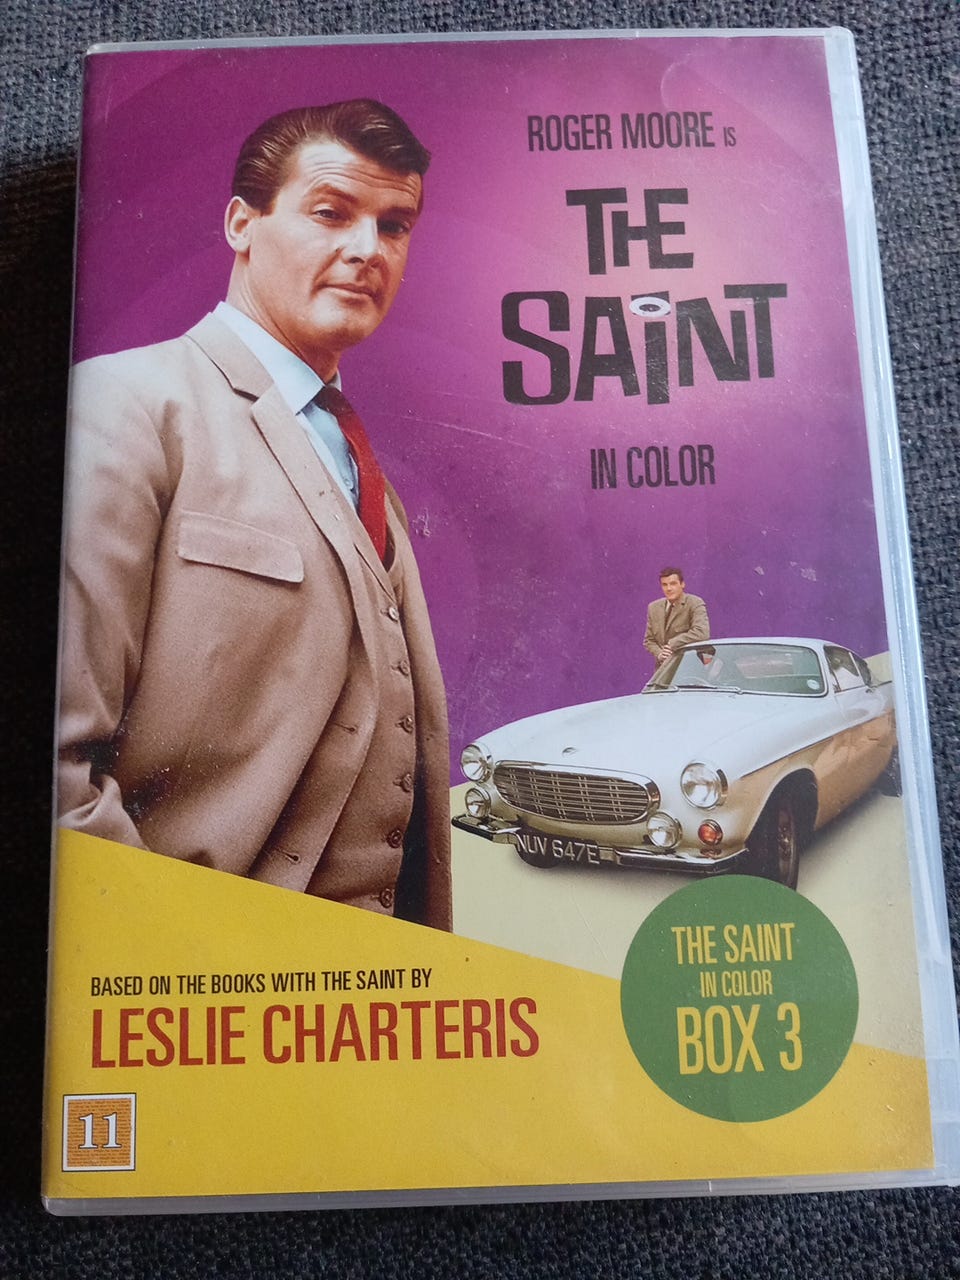 ROGER MOORE IS
THE
SAINT
IN COLOR
NUV 647E
BASED ON THE BOOKS WITH THE SAINT BY
LESLIE CHARTERIS
THE SAINT
IN COLOR
BOX 3
11